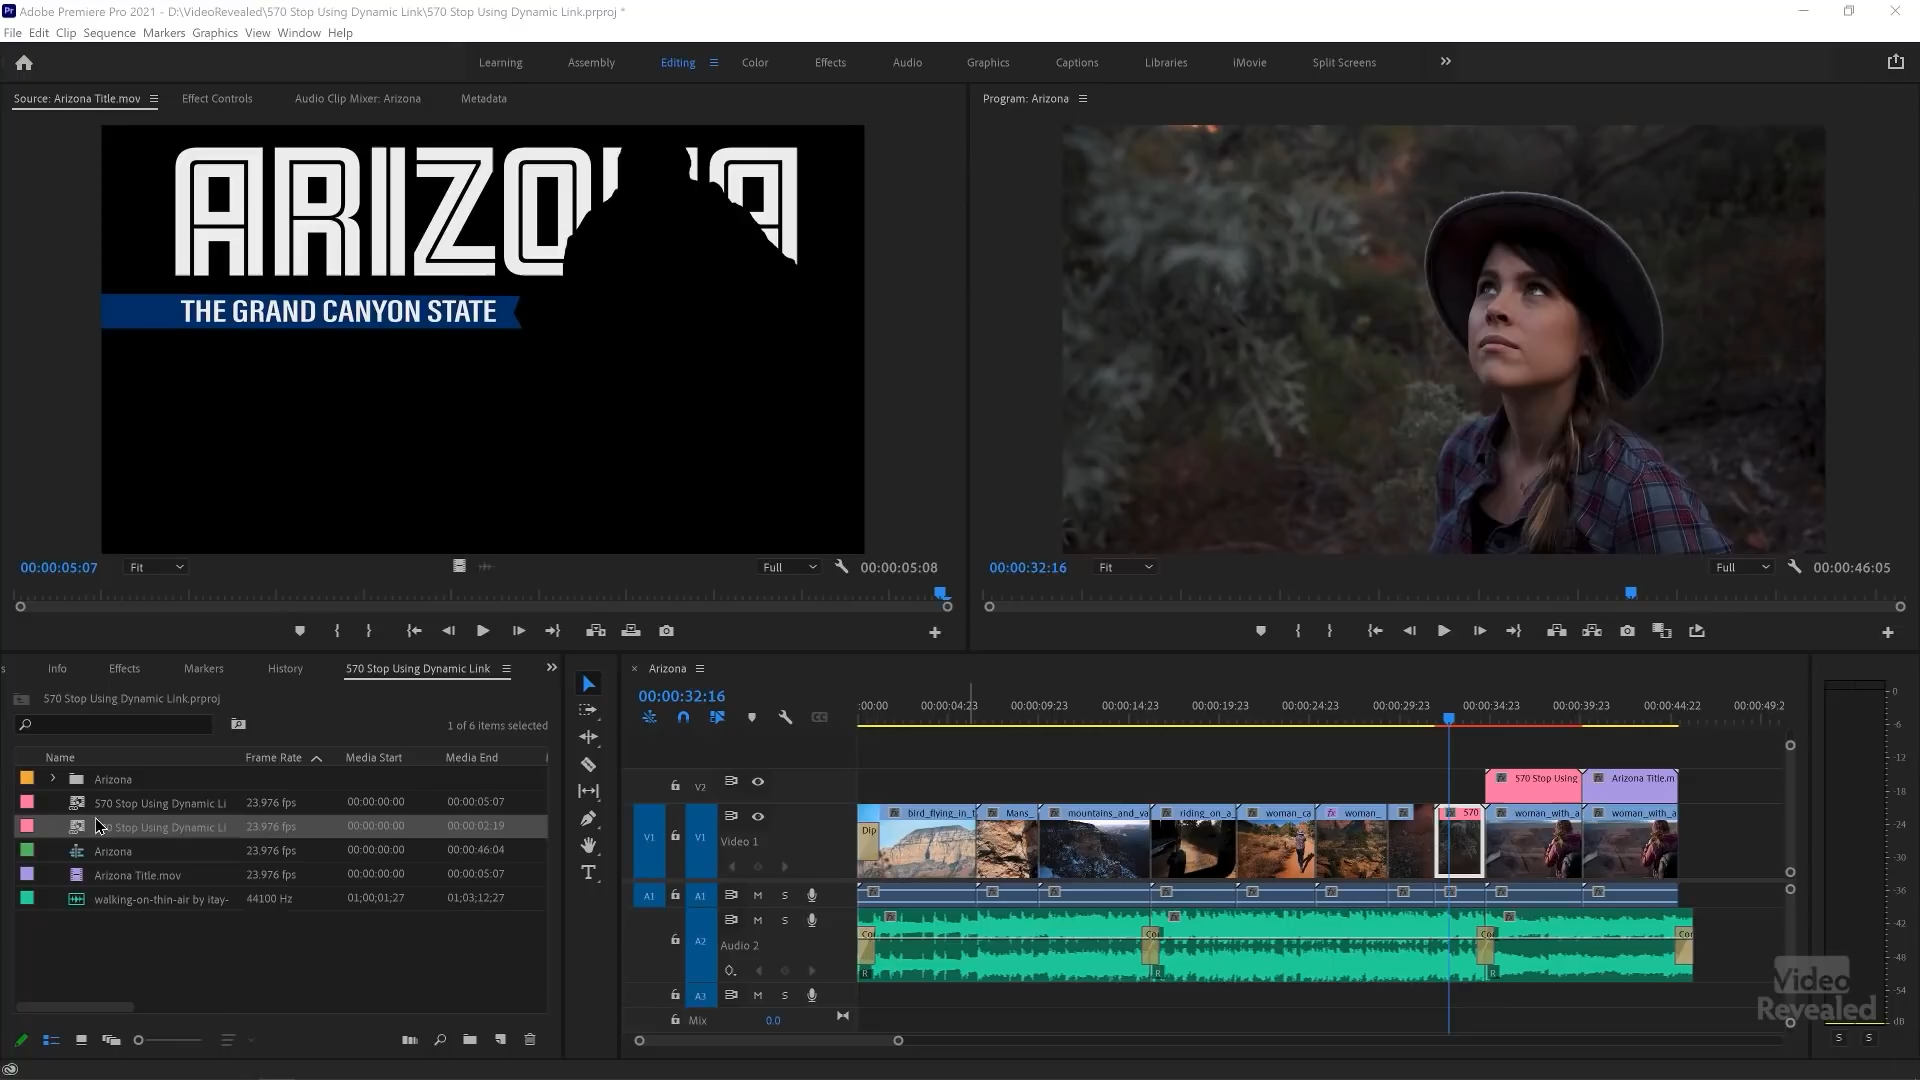 Adobe Premiere Pro 2021 - D:\VideoRevealed\570 Stop Using Dynamic Link\570 Stop Using Dynamic Link.prproj *
File Edit Clip Sequence Markers Graphics View Window Help
Learning Assembly Editing Color Effects Audio Graphics Captions Libraries iMovie Split Screens
Source: Arizona Title.mov Effect Controls Audio Clip Mixer: Arizona Metadata
Program: Arizona
ARIZONA
THE GRAND CANYON STATE
00:00:05:07 Fit Full 00:00:05:08
00:00:32:16 Fit Full 00:00:46:05
s Info Effects Markers History 570 Stop Using Dynamic Link
570 Stop Using Dynamic Link.prproj
1 of 6 items selected
Name Frame Rate Media Start Media End
Arizona
570 Stop Using Dynamic Li 23.976 fps 00:00:00:00 00:00:05:07
0 Stop Using Dynamic Li 23.976 fps 00:00:00:00 00:00:02:19
Arizona 23.976 fps 00:00:00:00 00:00:46:04
Arizona Title.mov 23.976 fps 00:00:00:00 00:00:05:07
walking-on-thin-air by itay- 44100 Hz 01;00;01;27 01;03;12;27
Arizona
00:00:32:16
:00:00 00:00:04:23 00:00:09:23 00:00:14:23 00:00:19:23 00:00:24:23 00:00:29:23 00:00:34:23 00:00:39:23 00:00:44:22 00:00:49:2
V2
570 Stop Using Arizona Title.m
V1 V1 Video 1
bird_flying_in_t Mans_ mountains_and_va riding_on_a_ woman_ca woman_ 570 woman_with_a woman_with_a
Dip
A1 A1 M S
A2 M S
Audio 2
Co Co Co Co
R R R
A3 M S
Mix 0.0
0
-6
-12
-18
-24
-30
-36
-42
-48
-54
dB
S S
Video
Revealed